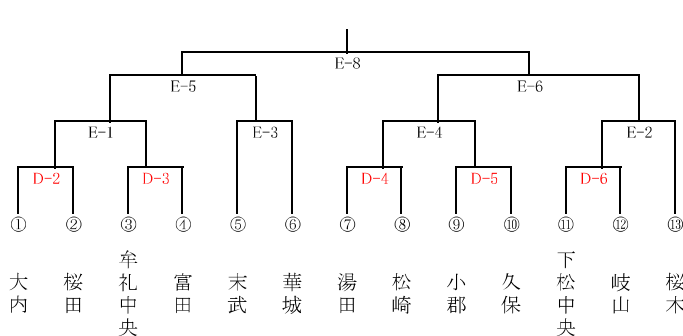 E-8
E-5
E-6
E-1
E-3
E-4
E-2
D-2
D-3
D-4
D-5
D-6
①
②
③
④
⑤
⑥
⑦
⑧
⑨
⑩
⑪
⑫
⑬
大内
桜田
牟礼中央
富田
末武
華城
湯田
松崎
小郡
久保
下松中央
岐山
桜木